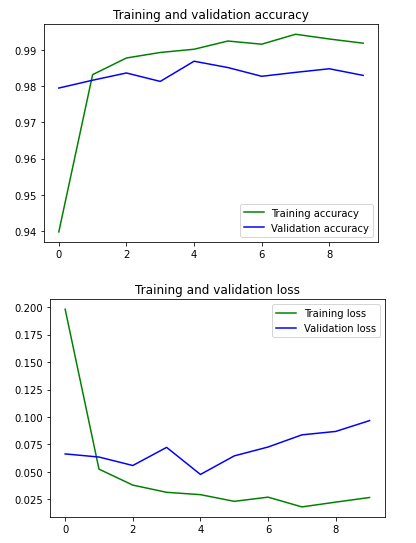 Training and validation accuracy
0.99
0.98
0.97
0.96
0.95
0.94
Training accuracy
Validation accuracy
0 2 4 6 8
Training and validation loss
0.200
0.175
0.150
0.125
0.100
0.075
0.050
0.025
Training loss
Validation loss
0 2 4 6 8